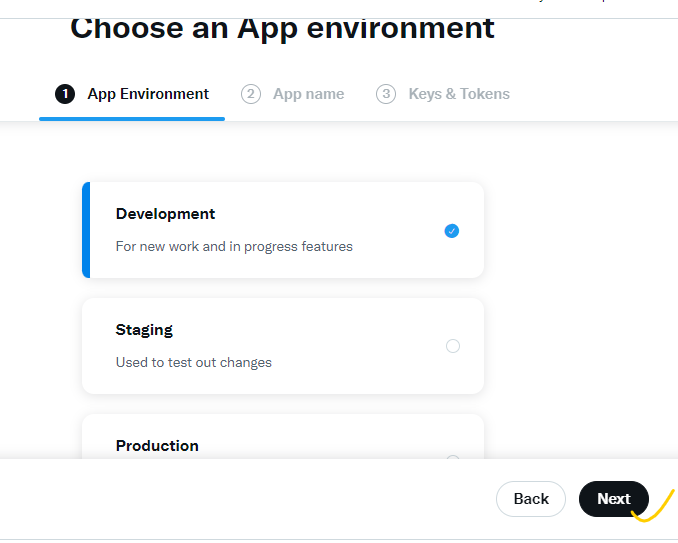 Choose an App environment
1 App Environment 2 App name 3 Keys & Tokens
Development
For new work and in progress features
Staging
Used to test out changes
Production
Back Next